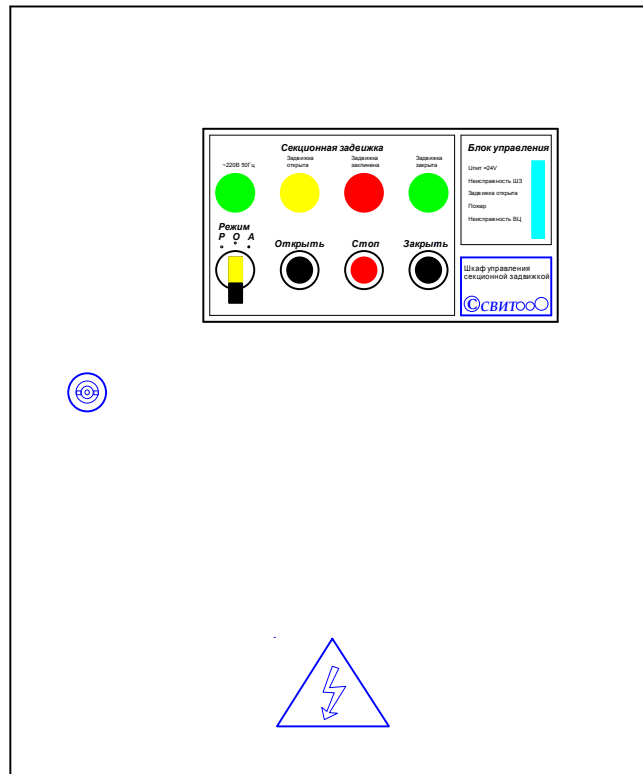 Секционная задвижка
~220В 50Гц
Задвижка
открыта
Задвижка
заклинена
Задвижка
закрыта
Режим
Р О А
Открыть
Стоп
Закрыть
Блок управления
Uпит =24V
Неисправность ШЗ
Задвижка открыта
Пожар
Неисправность ВЦ
Шкаф управления
секционной задвижкой
©СВИТ